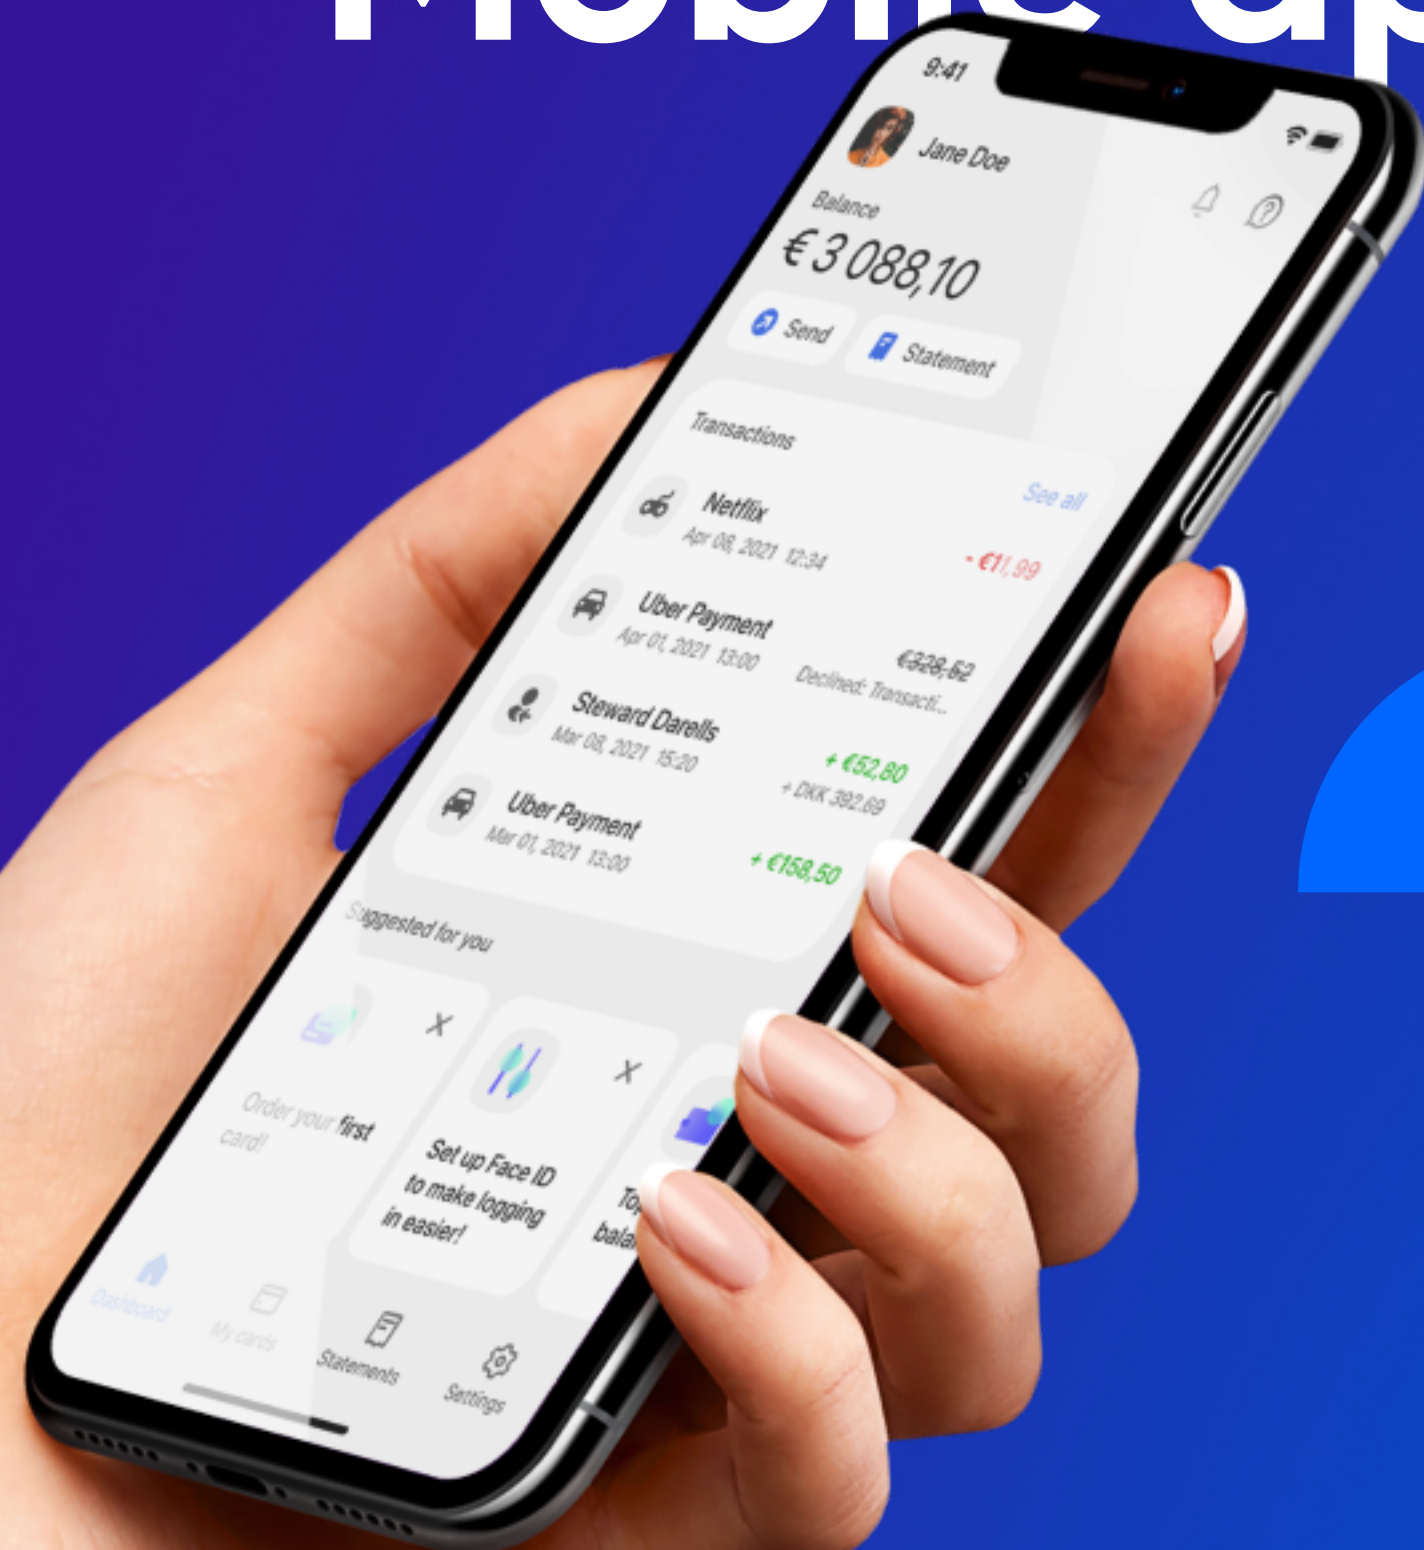 Mobile ap
9:41
Jane Doe
Balance
€ 3 088,10
Send
Statement
Transactions
See all
Netflix
Apr 08, 2021 12:34
- €11,99
Uber Payment
Apr 01, 2021 13:00
€328,52
Declined: Transacti...
Steward Darells
Mar 08, 2021 15:20
+ €52,80
+ DKK 392.69
Uber Payment
Mar 01, 2021 13:00
+ €158,50
Suggested for you
Order your first
card!
Set up Face ID
to make logging
in easier!
Dashboard
My cards
Statements
Settings